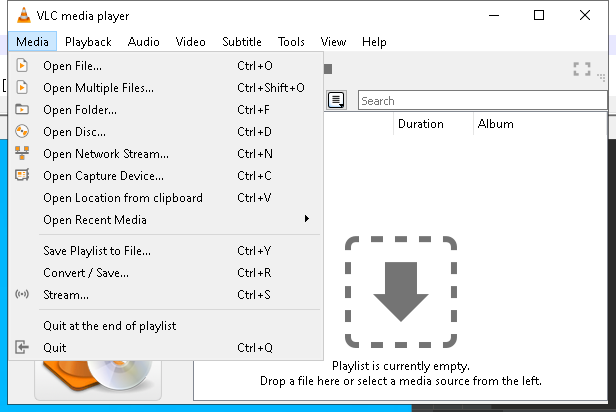 VLC media player
Media Playback Audio Video Subtitle Tools View Help
Open File... Ctrl+O
Open Multiple Files... Ctrl+Shift+O
Open Folder... Ctrl+F
Open Disc... Ctrl+D
Open Network Stream... Ctrl+N
Open Capture Device... Ctrl+C
Open Location from clipboard Ctrl+V
Open Recent Media
Save Playlist to File... Ctrl+Y
Convert / Save... Ctrl+R
Stream... Ctrl+S
Quit at the end of playlist
Quit Ctrl+Q
Search
Duration Album
Playlist is currently empty.
Drop a file here or select a media source from the left.